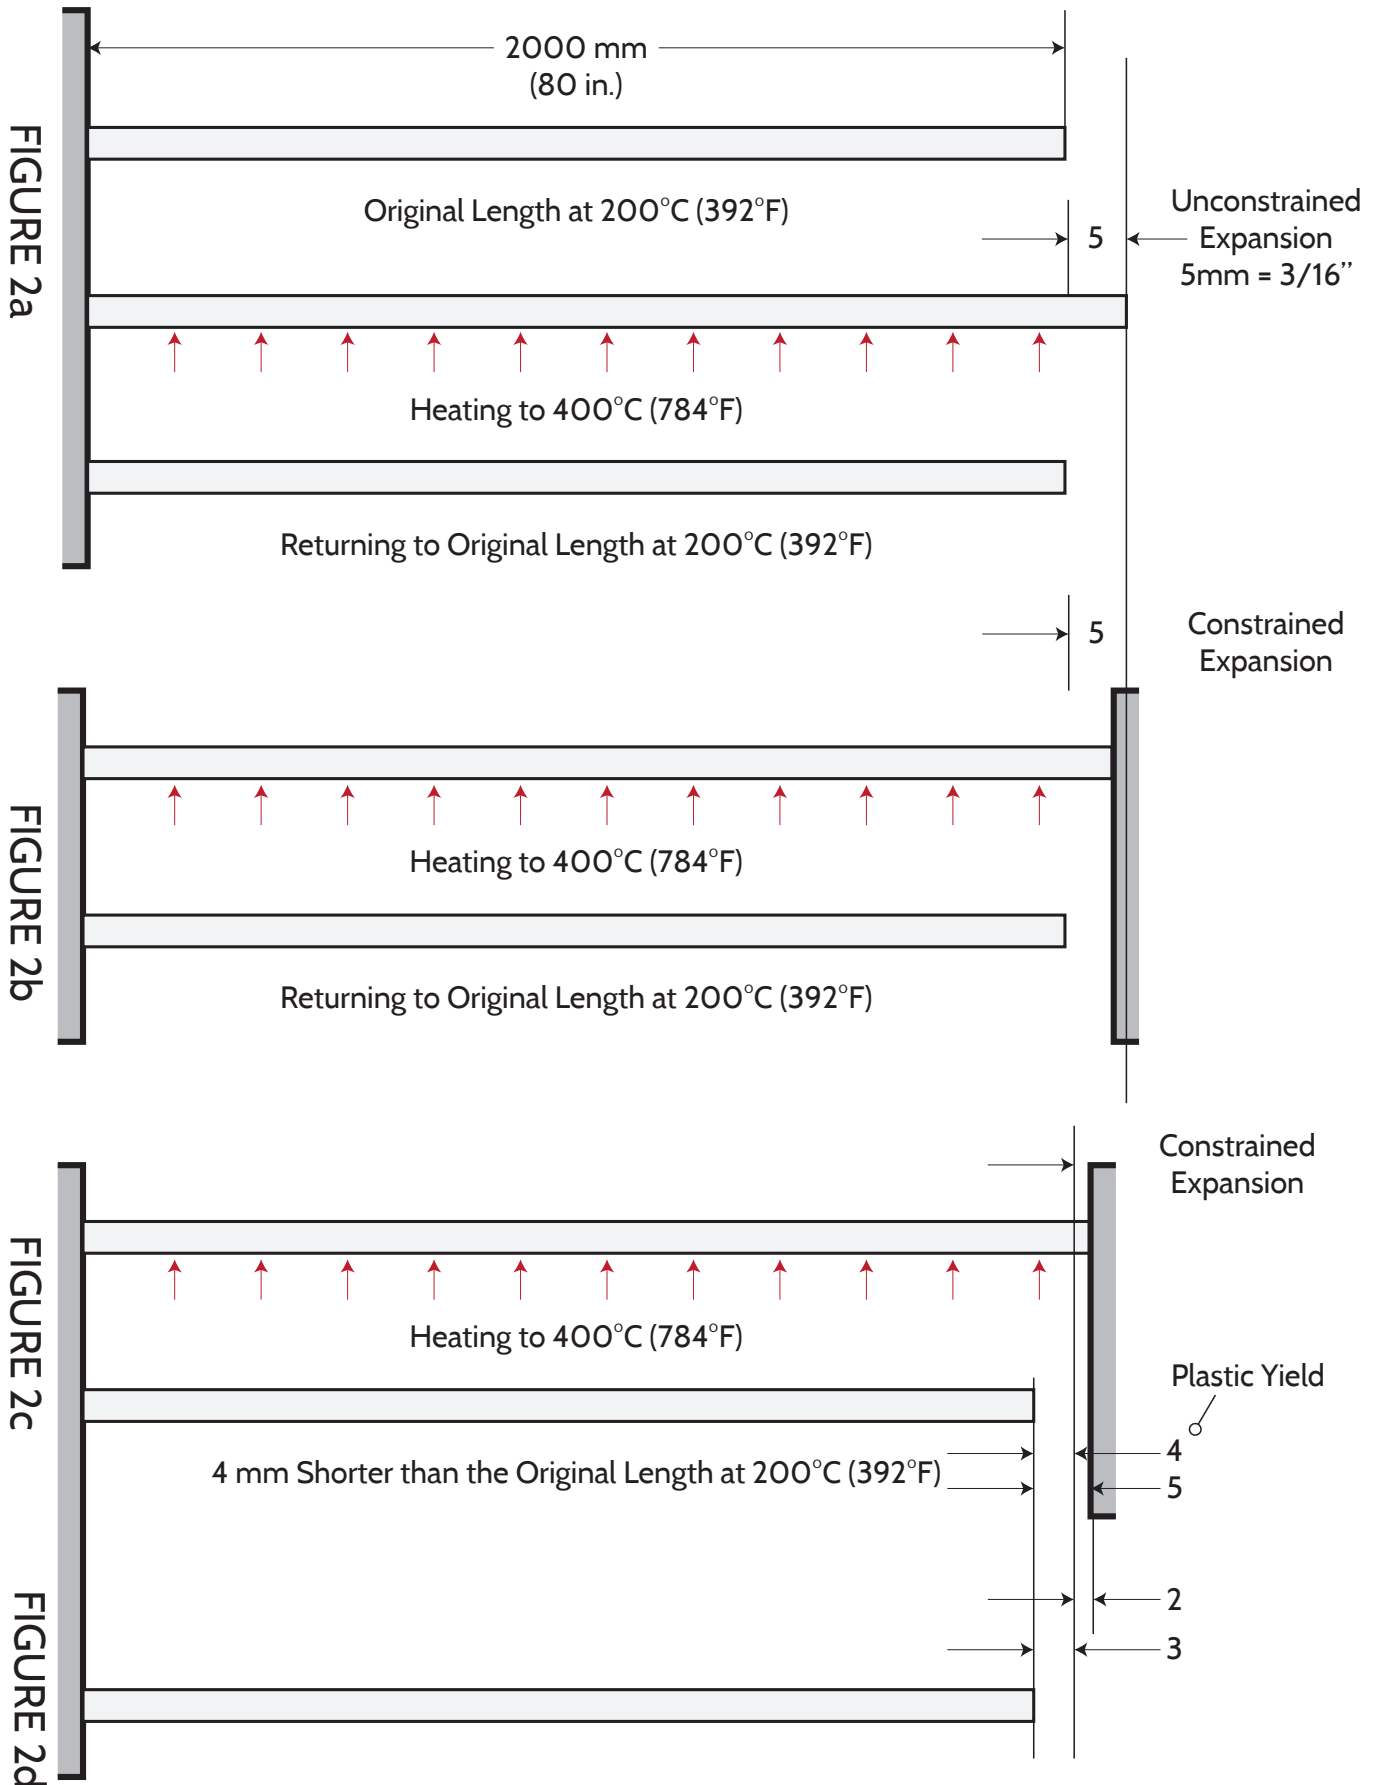 2000 mm
(80 in.)
FIGURE 2a
Original Length at 200°C (392°F)
5
Unconstrained
Expansion
5mm = 3/16”
Heating to 400°C (784°F)
Returning to Original Length at 200°C (392°F)
5
Constrained
Expansion
FIGURE 2b
Heating to 400°C (784°F)
Returning to Original Length at 200°C (392°F)
Constrained
Expansion
FIGURE 2c
Heating to 400°C (784°F)
Plastic Yield
4
4 mm Shorter than the Original Length at 200°C (392°F)
5
2
3
FIGURE 2d